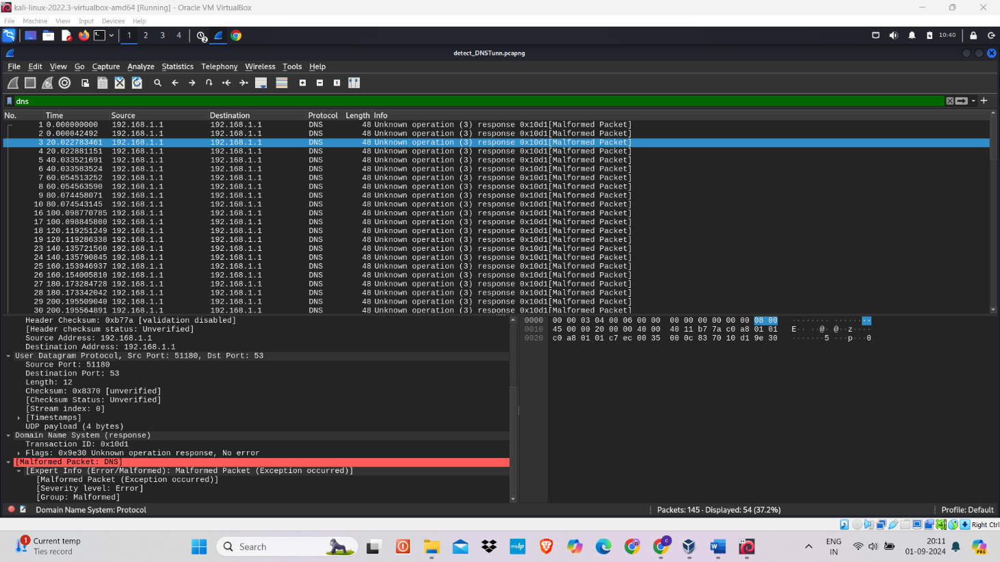 kali-linux-2022.3-virtualbox-amd64 [Running] - Oracle VM VirtualBox
File Machine View Input Devices Help
1 2 3 4 2 10:40
detect_DNSTunn.pcapng
File Edit View Go Capture Analyze Statistics Telephony Wireless Tools Help
dns
No. Time Source Destination Protocol Length Info
1 0.000000000 192.168.1.1 192.168.1.1 DNS 48 Unknown operation (3) response 0x10d1[Malformed Packet]
2 0.000042492 192.168.1.1 192.168.1.1 DNS 48 Unknown operation (3) response 0x10d1[Malformed Packet]
3 20.022783461 192.168.1.1 192.168.1.1 DNS 48 Unknown operation (3) response 0x10d1[Malformed Packet]
4 20.022881151 192.168.1.1 192.168.1.1 DNS 48 Unknown operation (3) response 0x10d1[Malformed Packet]
5 40.033521691 192.168.1.1 192.168.1.1 DNS 48 Unknown operation (3) response 0x10d1[Malformed Packet]
6 40.033583524 192.168.1.1 192.168.1.1 DNS 48 Unknown operation (3) response 0x10d1[Malformed Packet]
7 60.054513252 192.168.1.1 192.168.1.1 DNS 48 Unknown operation (3) response 0x10d1[Malformed Packet]
8 60.054563590 192.168.1.1 192.168.1.1 DNS 48 Unknown operation (3) response 0x10d1[Malformed Packet]
9 80.074458071 192.168.1.1 192.168.1.1 DNS 48 Unknown operation (3) response 0x10d1[Malformed Packet]
10 80.074543145 192.168.1.1 192.168.1.1 DNS 48 Unknown operation (3) response 0x10d1[Malformed Packet]
16 100.098770785 192.168.1.1 192.168.1.1 DNS 48 Unknown operation (3) response 0x10d1[Malformed Packet]
17 100.098845800 192.168.1.1 192.168.1.1 DNS 48 Unknown operation (3) response 0x10d1[Malformed Packet]
18 120.119251249 192.168.1.1 192.168.1.1 DNS 48 Unknown operation (3) response 0x10d1[Malformed Packet]
19 120.119286338 192.168.1.1 192.168.1.1 DNS 48 Unknown operation (3) response 0x10d1[Malformed Packet]
23 140.135721560 192.168.1.1 192.168.1.1 DNS 48 Unknown operation (3) response 0x10d1[Malformed Packet]
24 140.135790845 192.168.1.1 192.168.1.1 DNS 48 Unknown operation (3) response 0x10d1[Malformed Packet]
25 160.153946937 192.168.1.1 192.168.1.1 DNS 48 Unknown operation (3) response 0x10d1[Malformed Packet]
26 160.154005810 192.168.1.1 192.168.1.1 DNS 48 Unknown operation (3) response 0x10d1[Malformed Packet]
27 180.173284728 192.168.1.1 192.168.1.1 DNS 48 Unknown operation (3) response 0x10d1[Malformed Packet]
28 180.173342042 192.168.1.1 192.168.1.1 DNS 48 Unknown operation (3) response 0x10d1[Malformed Packet]
29 200.195509040 192.168.1.1 192.168.1.1 DNS 48 Unknown operation (3) response 0x10d1[Malformed Packet]
30 200.195564891 192.168.1.1 192.168.1.1 DNS 48 Unknown operation (3) response 0x10d1[Malformed Packet]
Header Checksum: 0xb77a [validation disabled]
[Header checksum status: Unverified]
Source Address: 192.168.1.1
Destination Address: 192.168.1.1
User Datagram Protocol, Src Port: 51180, Dst Port: 53
Source Port: 51180
Destination Port: 53
Length: 12
Checksum: 0x8370 [unverified]
[Checksum Status: Unverified]
[Stream index: 0]
[Timestamps]
UDP payload (4 bytes)
Domain Name System (response)
Transaction ID: 0x10d1
Flags: 0x9e30 Unknown operation response, No error
[Malformed Packet: DNS]
[Expert Info (Error/Malformed): Malformed Packet (Exception occurred)]
[Malformed Packet (Exception occurred)]
[Severity level: Error]
[Group: Malformed]
0000 00 00 03 04 00 06 00 00 00 00 00 00 00 00 08 00 ········ ········
0010 45 00 00 20 00 00 40 00 40 11 b7 7a c0 a8 01 01 E·· ··@· @··z····
0020 c0 a8 01 01 c7 ec 00 35 00 0c 83 70 10 d1 9e 30 ·······5 ···p···0
Domain Name System: Protocol
Packets: 145 · Displayed: 54 (37.2%)
Profile: Default
Right Ctrl
1 Current temp
Ties record
Search
ENG
IN
20:11
01-09-2024
PRE